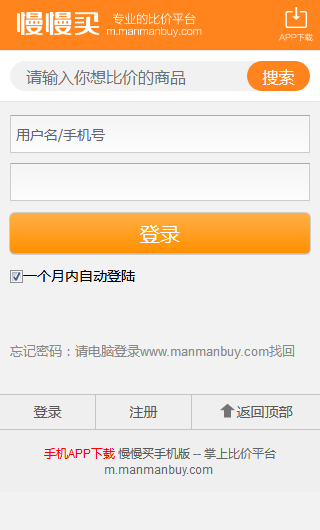 慢慢买 专业的比价平台
m.manmanbuy.com
APP下载
请输入你想比价的商品 搜索
用户名/手机号
登录
一个月内自动登陆
忘记密码：请电脑登录www.manmanbuy.com找回
登录 注册 返回顶部
手机APP下载 慢慢买手机版 -- 掌上比价平台
m.manmanbuy.com